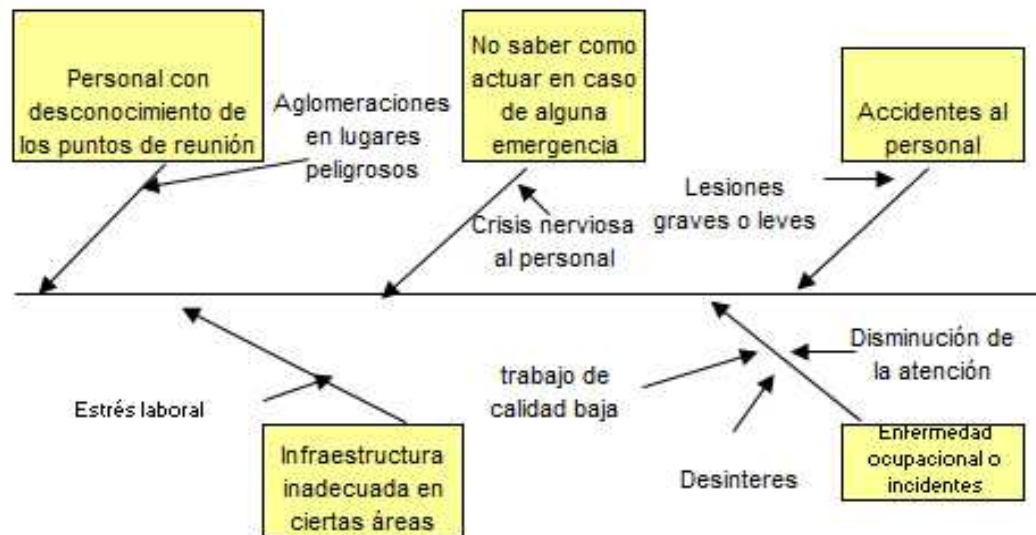 Personal con
desconocimiento de
los puntos de reunión
Aglomeraciones
en lugares
peligrosos
No saber como
actuar en caso
de alguna
emergencia
Crisis nerviosa
al personal
Accidentes al
personal
Lesiones
graves o leves
Estrés laboral
Infraestructura
inadecuada en
ciertas áreas
trabajo de
calidad baja
Desinteres
Disminución de
la atención
Enfermedad
ocupacional o
incidentes